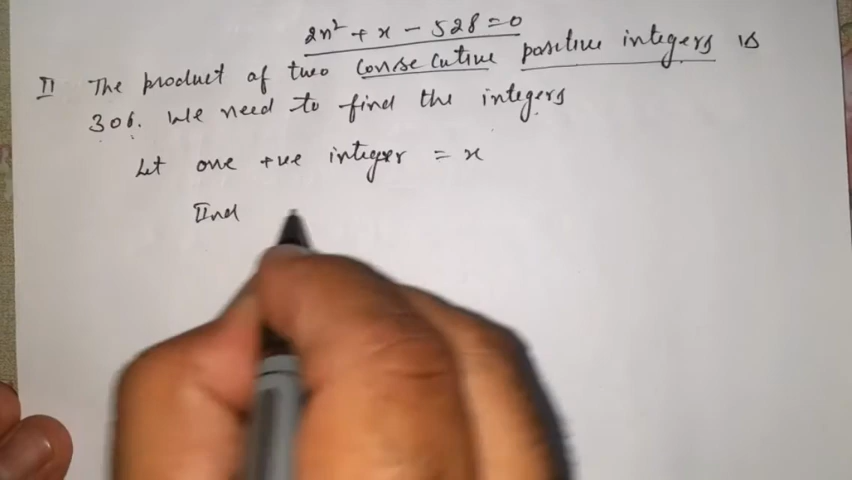 2x² + x - 528 = 0
II The product of two consecutive positive integers is
306. We need to find the integers
Let one +ve integer = x
IInd